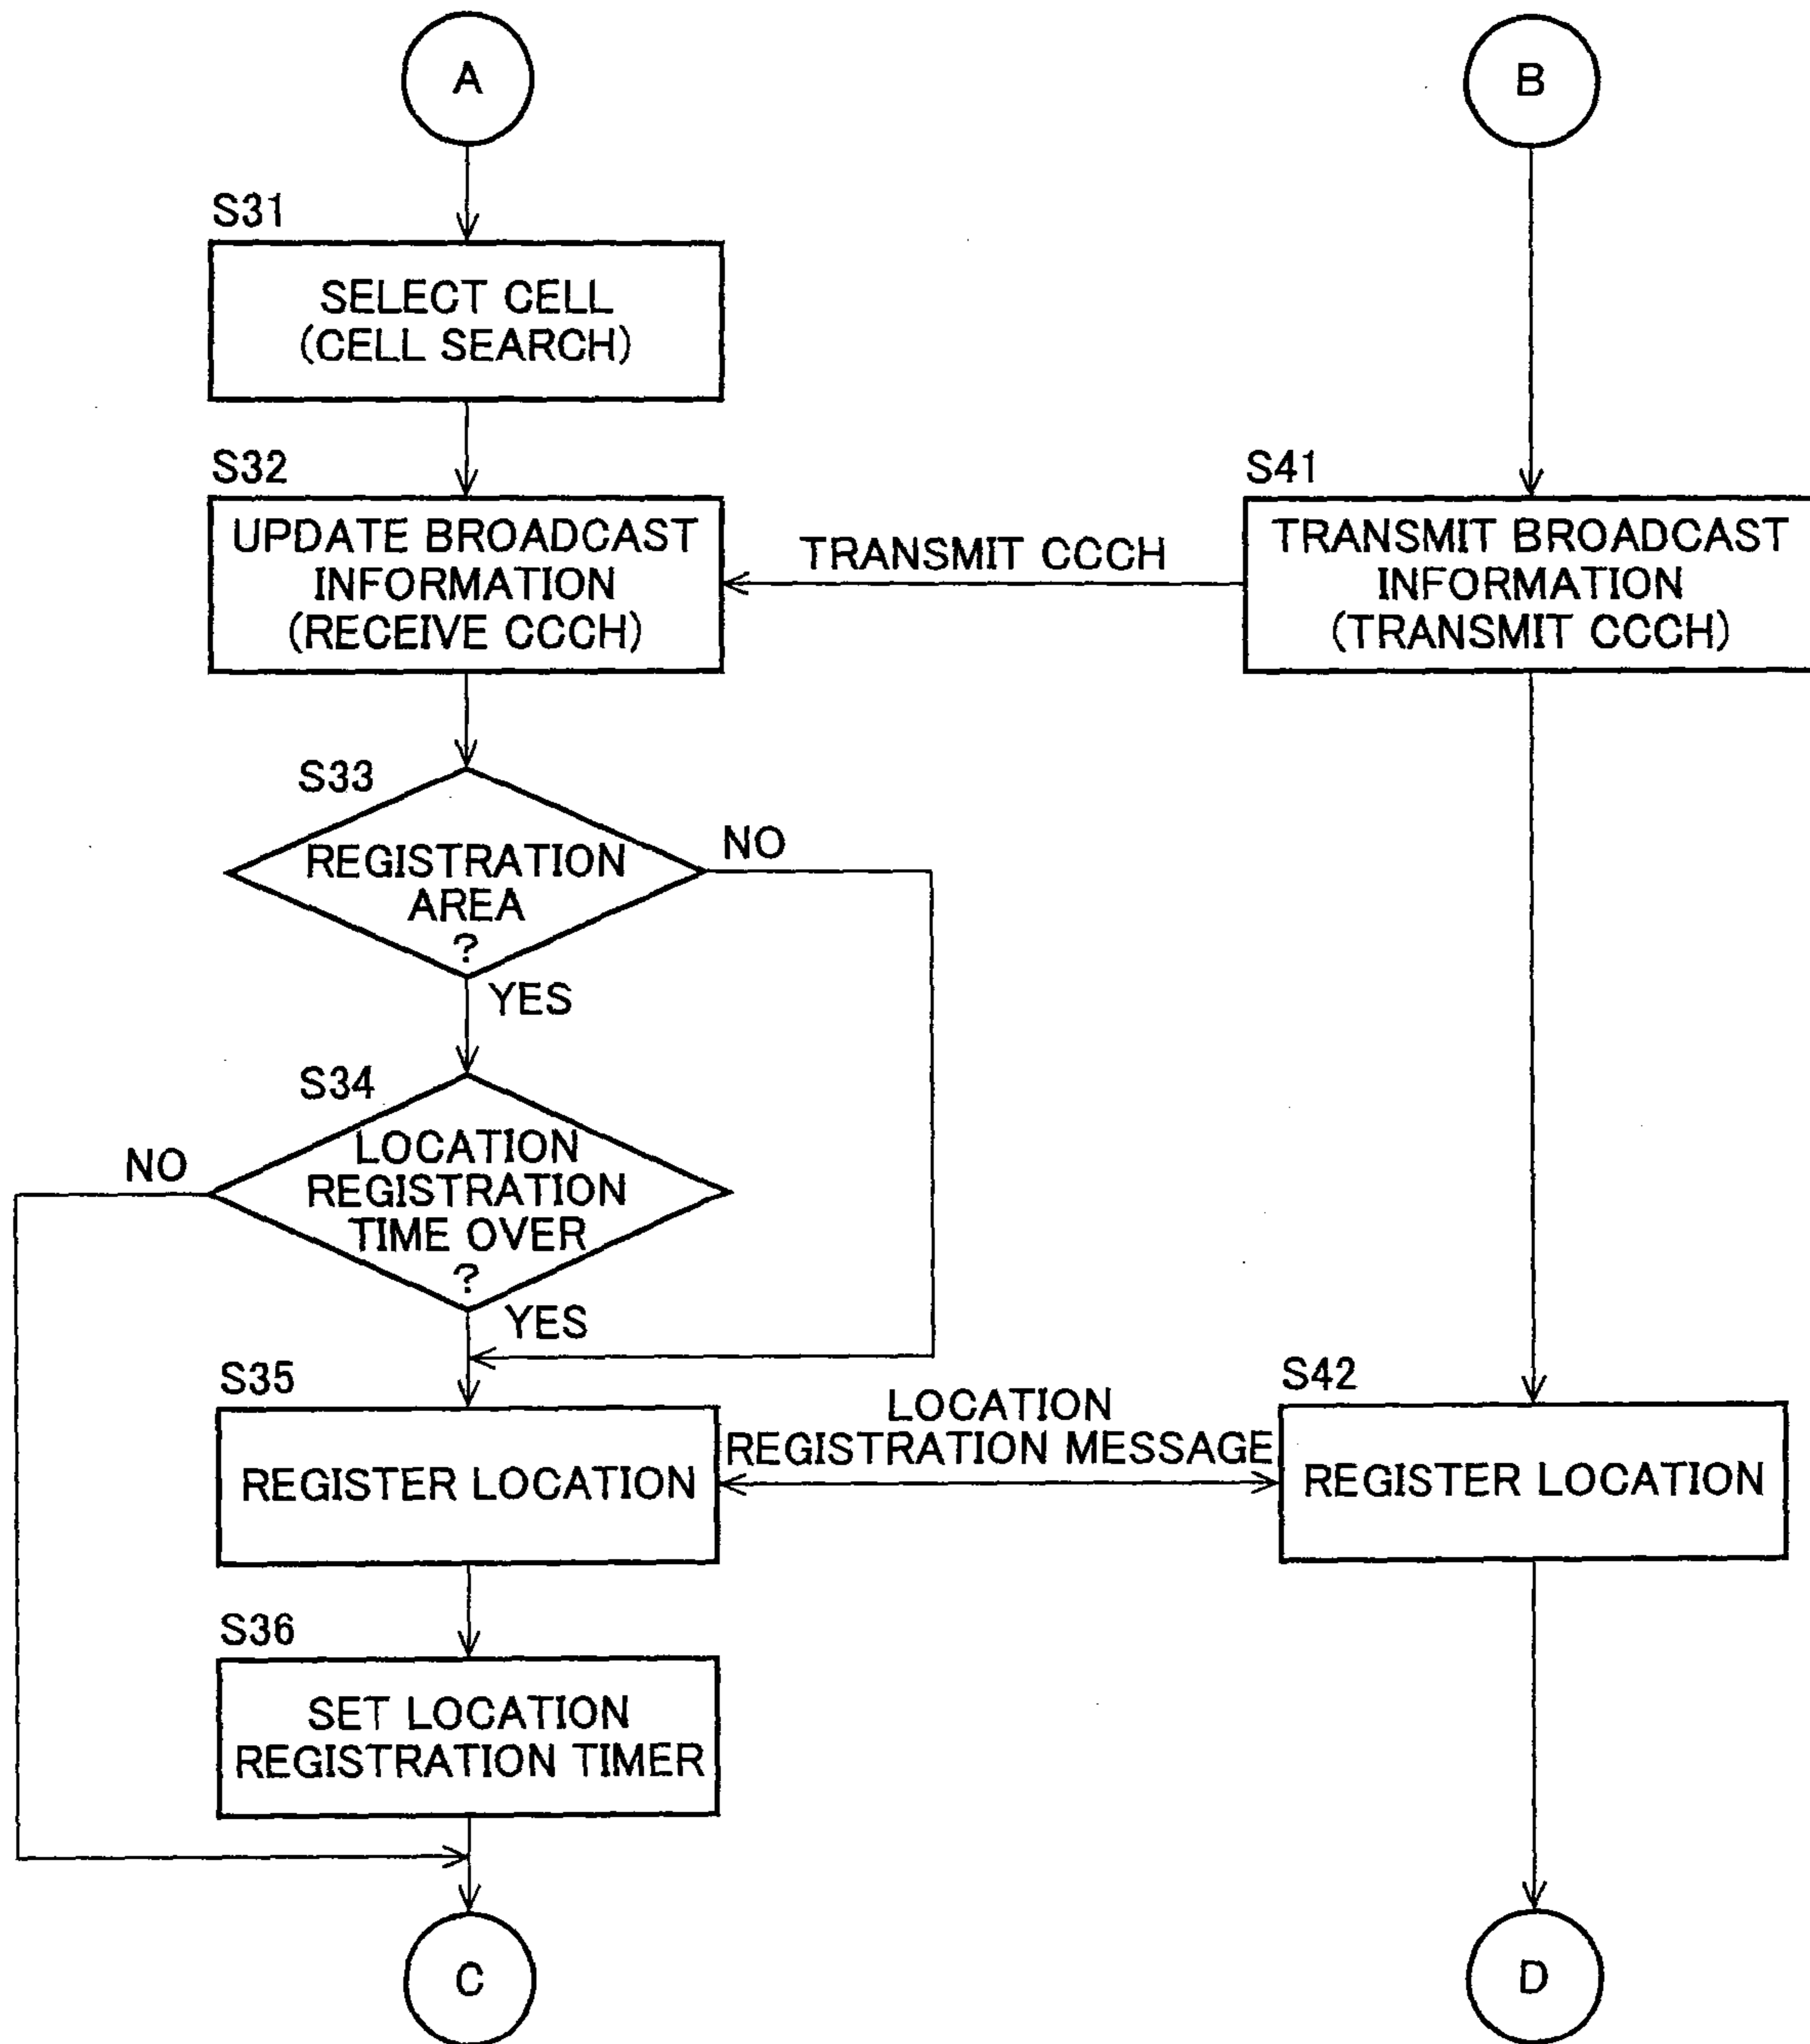 A
B
S31
SELECT CELL
(CELL SEARCH)
S32
UPDATE BROADCAST
INFORMATION
(RECEIVE CCCH)
TRANSMIT CCCH
S41
TRANSMIT BROADCAST
INFORMATION
(TRANSMIT CCCH)
S33
REGISTRATION
AREA
?
NO
YES
S34
LOCATION
REGISTRATION
TIME OVER
?
NO
YES
S35
REGISTER LOCATION
LOCATION
REGISTRATION MESSAGE
S42
REGISTER LOCATION
S36
SET LOCATION
REGISTRATION TIMER
C
D